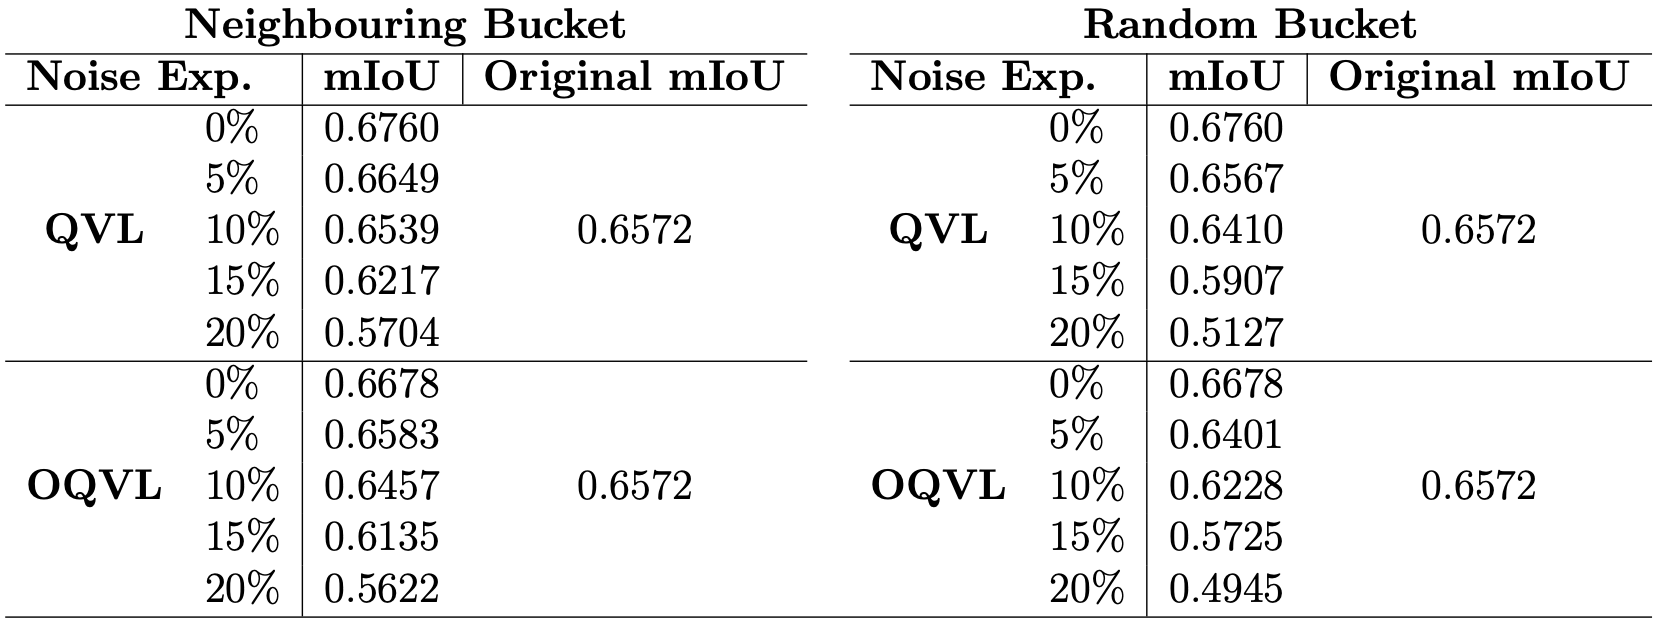 Neighbouring Bucket Random Bucket
Noise Exp. mIoU Original mIoU Noise Exp. mIoU Original mIoU
0% 0.6760 0% 0.6760
5% 0.6649 5% 0.6567
QVL 10% 0.6539 0.6572 QVL 10% 0.6410 0.6572
15% 0.6217 15% 0.5907
20% 0.5704 20% 0.5127
0% 0.6678 0% 0.6678
5% 0.6583 5% 0.6401
OQVL 10% 0.6457 0.6572 OQVL 10% 0.6228 0.6572
15% 0.6135 15% 0.5725
20% 0.5622 20% 0.4945